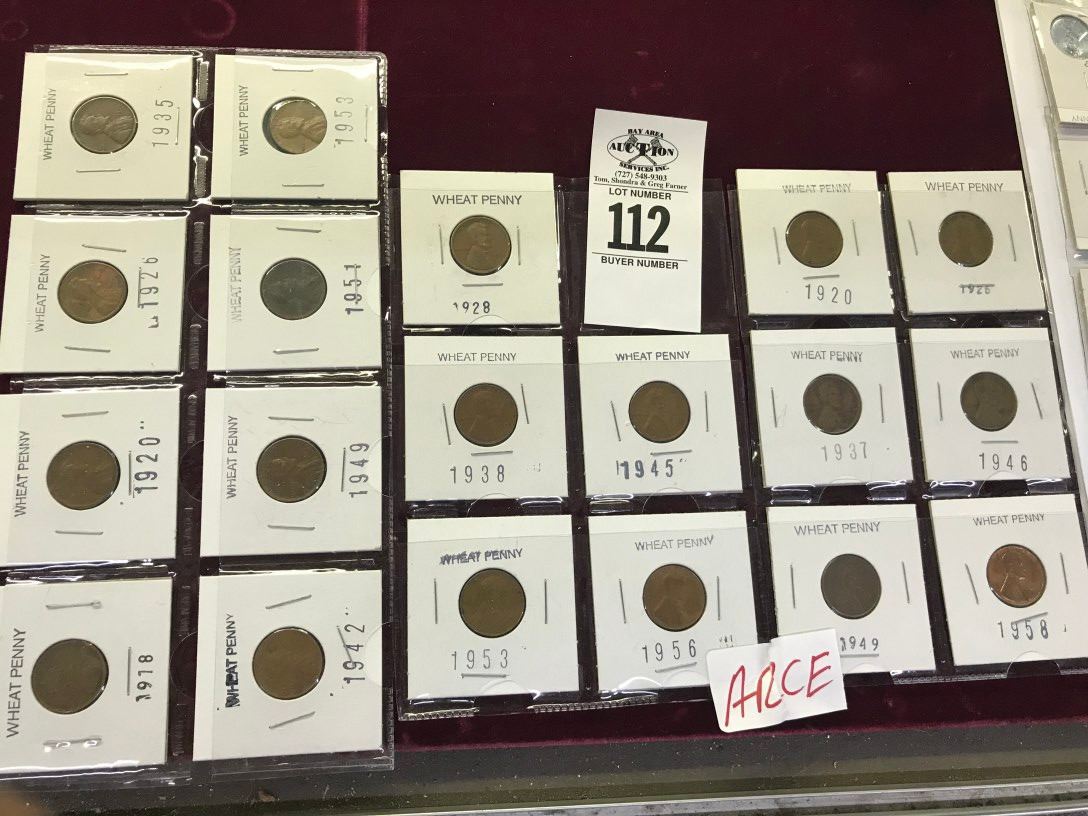 WHEAT PENNY
1935
WHEAT PENNY
1953
WHEAT PENNY
1926
WHEAT PENNY
1951
WHEAT PENNY
1920
WHEAT PENNY
1949
WHEAT PENNY
1918
WHEAT PENNY
1942
WHEAT PENNY
1928
BAY AREA
AUCTION
SERVICES INC.
(727) 548-9303
Tom, Shondra & Greg Farner
LOT NUMBER
112
BUYER NUMBER
WHEAT PENNY
1920
WHEAT PENNY
1926
WHEAT PENNY
1938
WHEAT PENNY
1945
WHEAT PENNY
1937
WHEAT PENNY
1946
WHEAT PENNY
1953
WHEAT PENNY
1956
WHEAT PENNY
1949
WHEAT PENNY
1958
ARCE